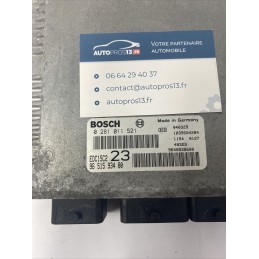 AUTOPROS13.FR
VOTRE PARTENAIRE
AUTOMOBILE
06 64 29 40 37
contact@autopros13.fr
autopros13.fr
BOSCH
Made in Germany
0 281 011 521
EDC15C2 23
96 515 934 80